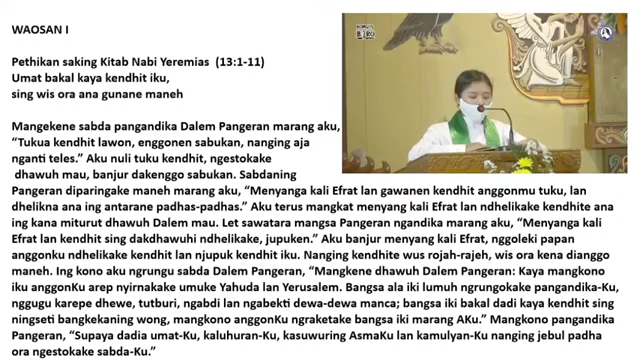 WAOSAN I
Pethikan saking Kitab Nabi Yeremias (13:1-11)
Umat bakal kaya kendhit iku,
sing wis ora ana gunane maneh
Mangekene sabda pangandika Dalem Pangeran marang aku,
“Tukua kendhit lawon, enggonen sabukan, nanging aja
nganti teles.” Aku nuli tuku kendhit, ngestokake
dhawuh mau, banjur dakenggo sabukan. Sabdaning
Pangeran diparingake maneh marang aku, “Menyanga kali Efrat lan gawanen kendhit anggonmu tuku, lan
dhelikna ana ing antarane padhas-padhas.” Aku terus mangkat menyang kali Efrat lan ndhelikake kendhite ana
ing kana miturut dhawuh Dalem mau. Let sawatara mangsa Pangeran ngandika marang aku, “Menyanga kali
Efrat lan kendhit sing dakdhawuhi ndhelikake, jupuken.” Aku banjur menyang kali Efrat, nggoleki papan
anggonku ndhelikake kendhit lan njupuk kendhit iku. Nanging kendhite wus rojah-rajeh, wis ora kena dianggo
maneh. Ing kono aku ngrungu sabda Dalem Pangeran, “Mangkene dhawuh Dalem Pangeran: Kaya mangkono
iku anggonKu arep nyirnakake umuke Yahuda lan Yerusalem. Bangsa ala iki lumuh ngrungokake pangandika-Ku,
nggugu karepe dhewe, tutburi, ngabdi lan ngabekti dewa-dewa manca; bangsa iki bakal dadi kaya kendhit sing
ningseti bangkekaning wong, mangkono anggonKu ngraketake bangsa iki marang AKu.” Mangkono pangandika
Pangeran, “Supaya dadia umat-Ku, kaluhuran-Ku, kasuwuring AsmaKu lan kamulyan-Ku nanging jebul padha
ora ngestokake sabda-Ku.”
KOMSOS
BIRO